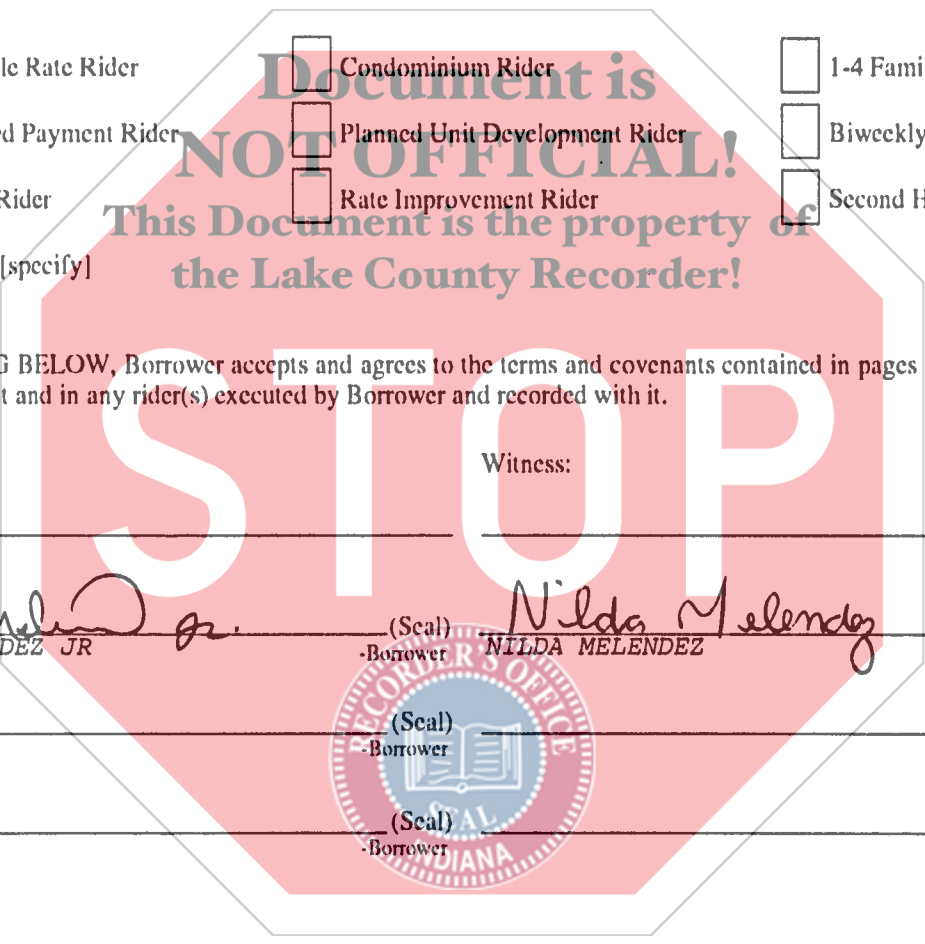 le Rate Rider Condominium Rider 1-4 Fami
Document is
d Payment Rider Planned Unit Development Rider Biweekly
NOT OFFICIAL!
Rider Rate Improvement Rider Second H
This Document is the property of
[specify]
the Lake County Recorder!
G BELOW, Borrower accepts and agrees to the terms and covenants contained in pages
t and in any rider(s) executed by Borrower and recorded with it.
Witness:
STOP
Jr. (Seal) Nilda Melendez
DEZ JR -Borrower NILDA MELENDEZ
RECORDER'S OFFICE
(Seal)
-Borrower
SEAL
(Seal)
-Borrower
INDIANA